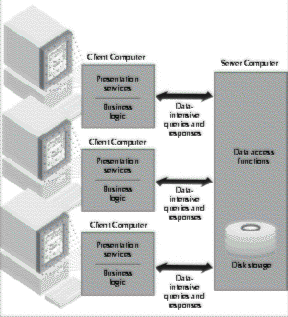 Client Computer
Presentation
services
Business
logic
Data-
intensive
queries and
responses
Client Computer
Presentation
services
Business
logic
Data-
intensive
queries and
responses
Client Computer
Presentation
services
Business
logic
Data-
intensive
queries and
responses
Server Computer
Data access
functions
Disk storage